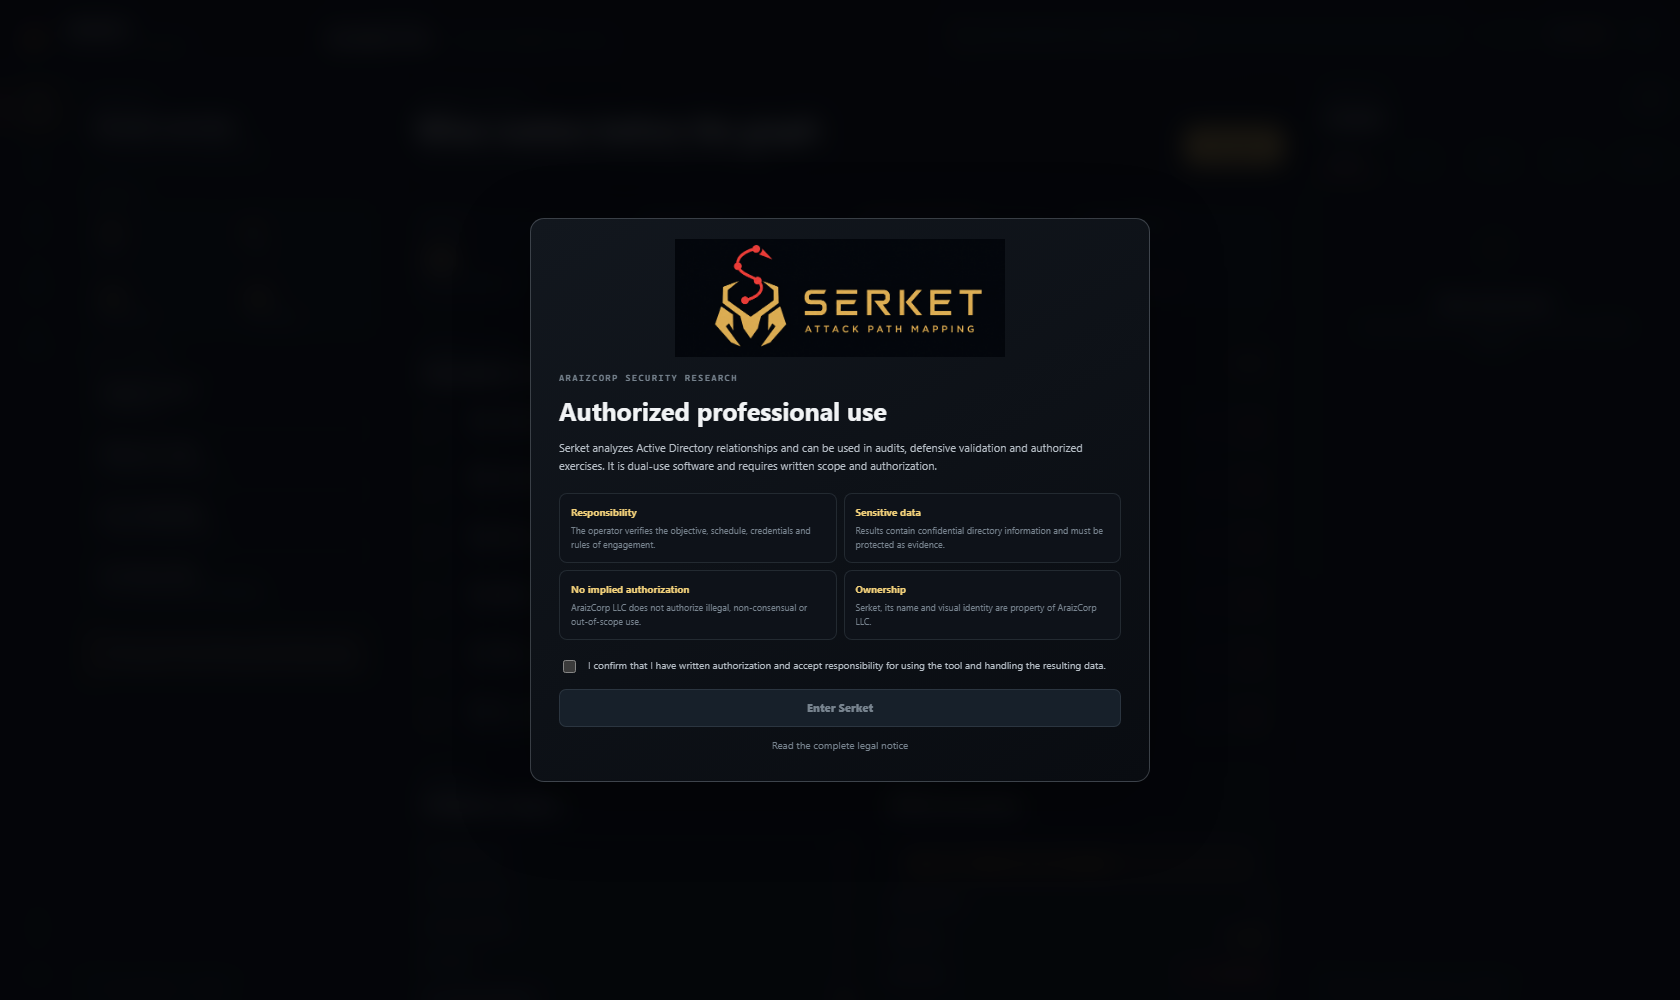 SERKET
ATTACK PATH MAPPING
ARAIZCORP SECURITY RESEARCH
Authorized professional use
Serket analyzes Active Directory relationships and can be used in audits, defensive validation and authorized
exercises. It is dual-use software and requires written scope and authorization.
Responsibility
The operator verifies the objective, schedule, credentials and
rules of engagement.
Sensitive data
Results contain confidential directory information and must be
protected as evidence.
No implied authorization
AraizCorp LLC does not authorize illegal, non-consensual or
out-of-scope use.
Ownership
Serket, its name and visual identity are property of AraizCorp
LLC.
I confirm that I have written authorization and accept responsibility for using the tool and handling the resulting data.
Enter Serket
Read the complete legal notice